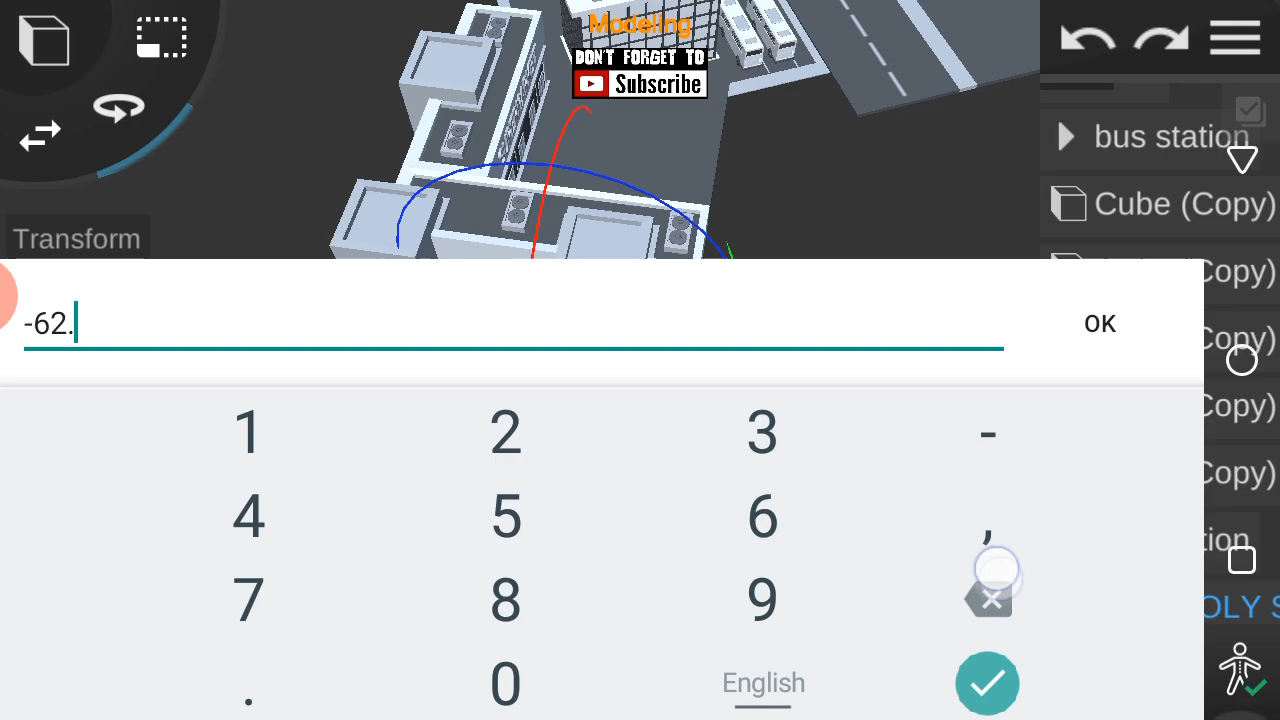 Modeling
DON'T FORGET TO
Subscribe
bus station
Cube (Copy)
Copy)
Copy)
Copy)
Copy)
tion
OLY S
Transform
-62.
OK
1 2 3 -
4 5 6 ,
7 8 9
. 0 English